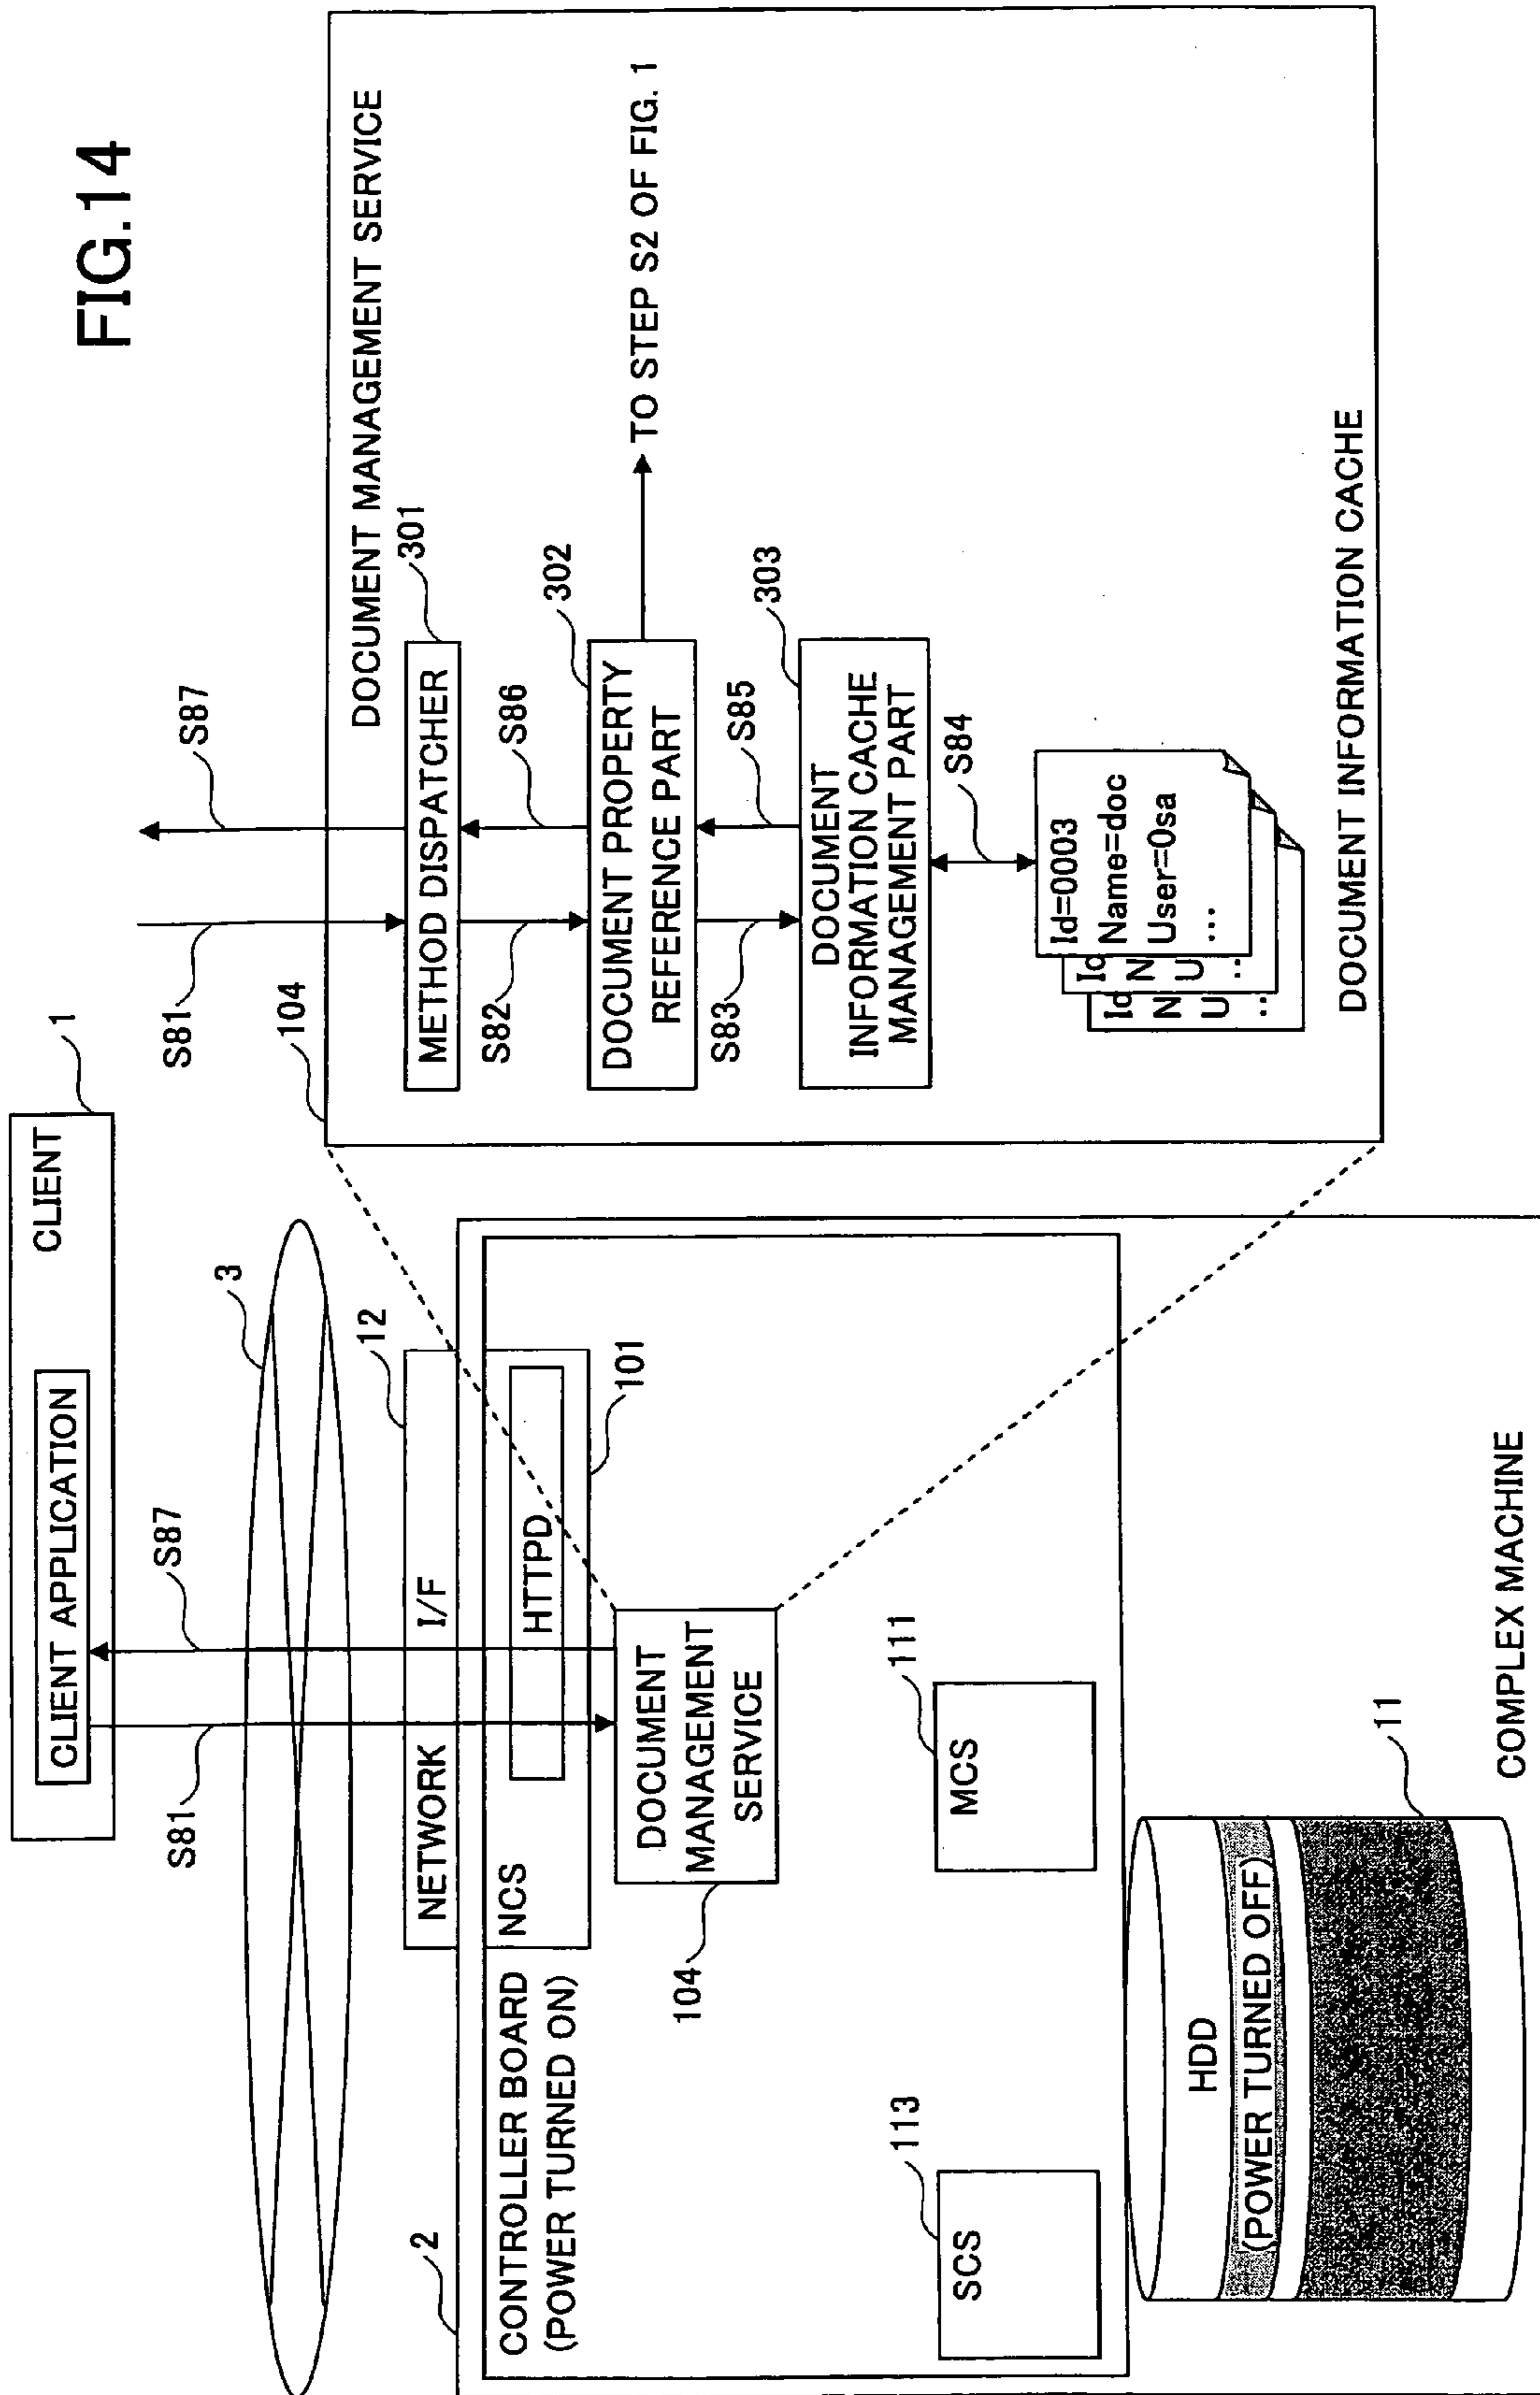 FIG.14
1
CLIENT
CLIENT APPLICATION
S81
S87
3
12
NETWORK I/F
2
CONTROLLER BOARD
(POWER TURNED ON)
NCS
HTTPD
101
DOCUMENT
MANAGEMENT
SERVICE
104
SCS
113
MCS
111
HDD
(POWER TURNED OFF)
11
COMPLEX MACHINE
104
S81
S87
DOCUMENT MANAGEMENT SERVICE
METHOD DISPATCHER
301
S82
S86
DOCUMENT PROPERTY
REFERENCE PART
302
TO STEP S2 OF FIG. 1
S83
S85
DOCUMENT
INFORMATION CACHE
MANAGEMENT PART
303
S84
Id=0003
Name=doc
User=0sa
...
Id
N
U
..
Id
N
U
..
DOCUMENT INFORMATION CACHE